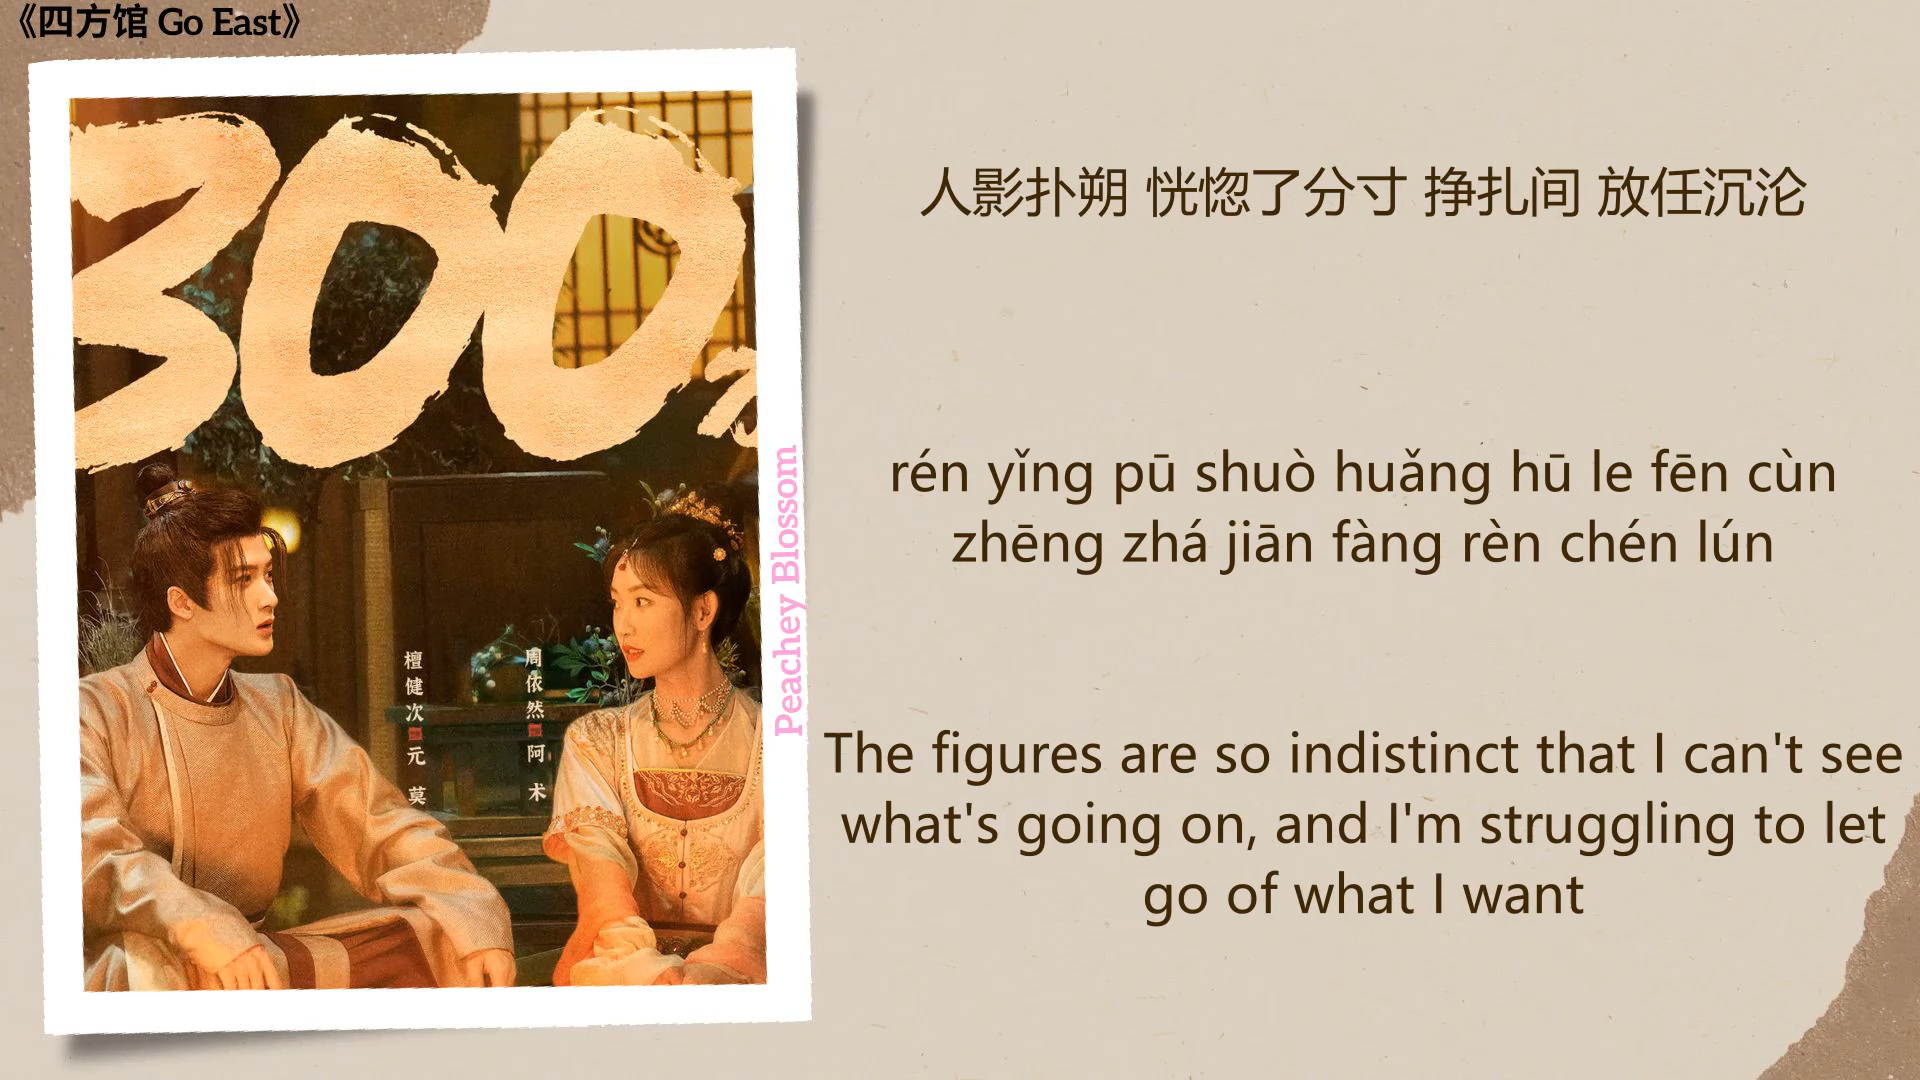 《四方馆 Go East》
300
檀健次 元莫
周依然 阿术
Peachey Blossom
人影扑朔 恍惚了分寸 挣扎间 放任沉沦
rén yǐng pū shuò huǎng hū le fēn cùn
zhēng zhá jiān fàng rèn chén lún
The figures are so indistinct that I can't see
what's going on, and I'm struggling to let
go of what I want